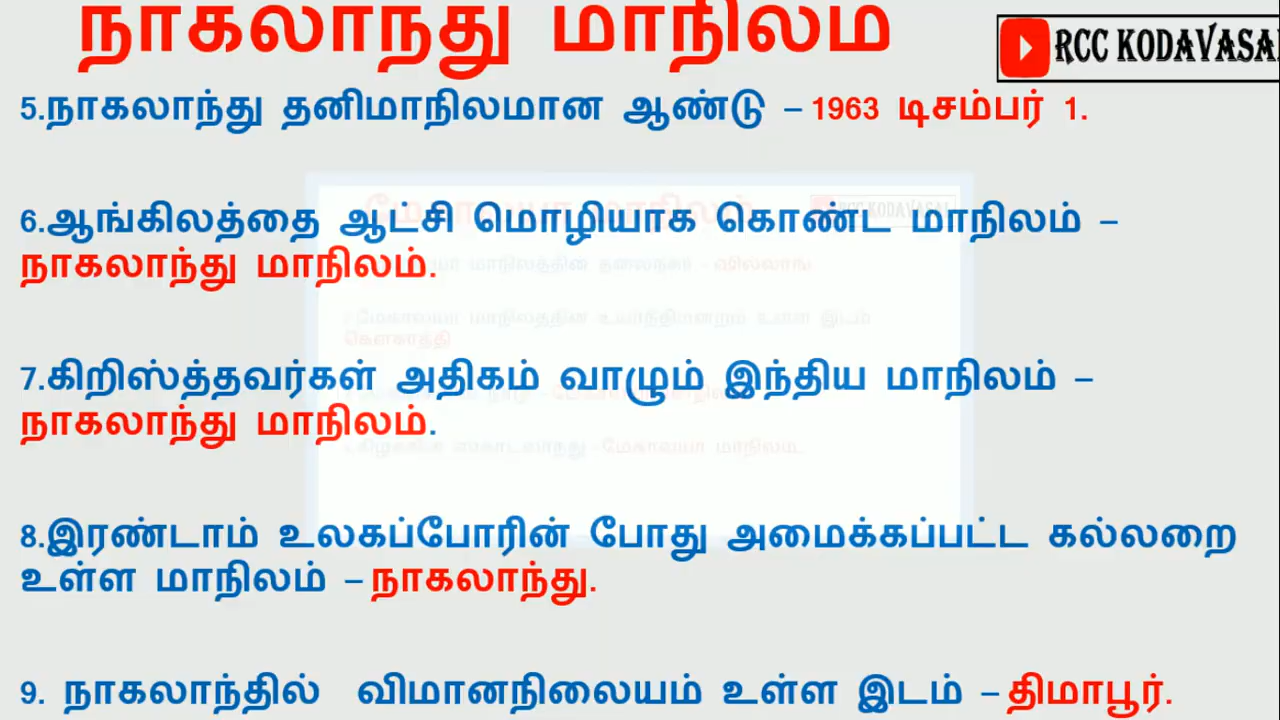 நாகலாநது மாநிலம
RCC KODAVASAL
5.நாகலாந்து தனிமாநிலமான ஆண்டு – 1963 டிசம்பர் 1.
6.ஆங்கிலத்தை ஆட்சி மொழியாக கொண்ட மாநிலம் –
நாகலாந்து மாநிலம்.
7.கிறிஸ்த்தவர்கள் அதிகம் வாழும் இந்திய மாநிலம் –
நாகலாந்து மாநிலம்.
8.இரண்டாம் உலகப்போரின் போது அமைக்கப்பட்ட கல்லறை
உள்ள மாநிலம் – நாகலாந்து.
9. நாகலாந்தில் விமானநிலையம் உள்ள இடம் – திமாபூர்.